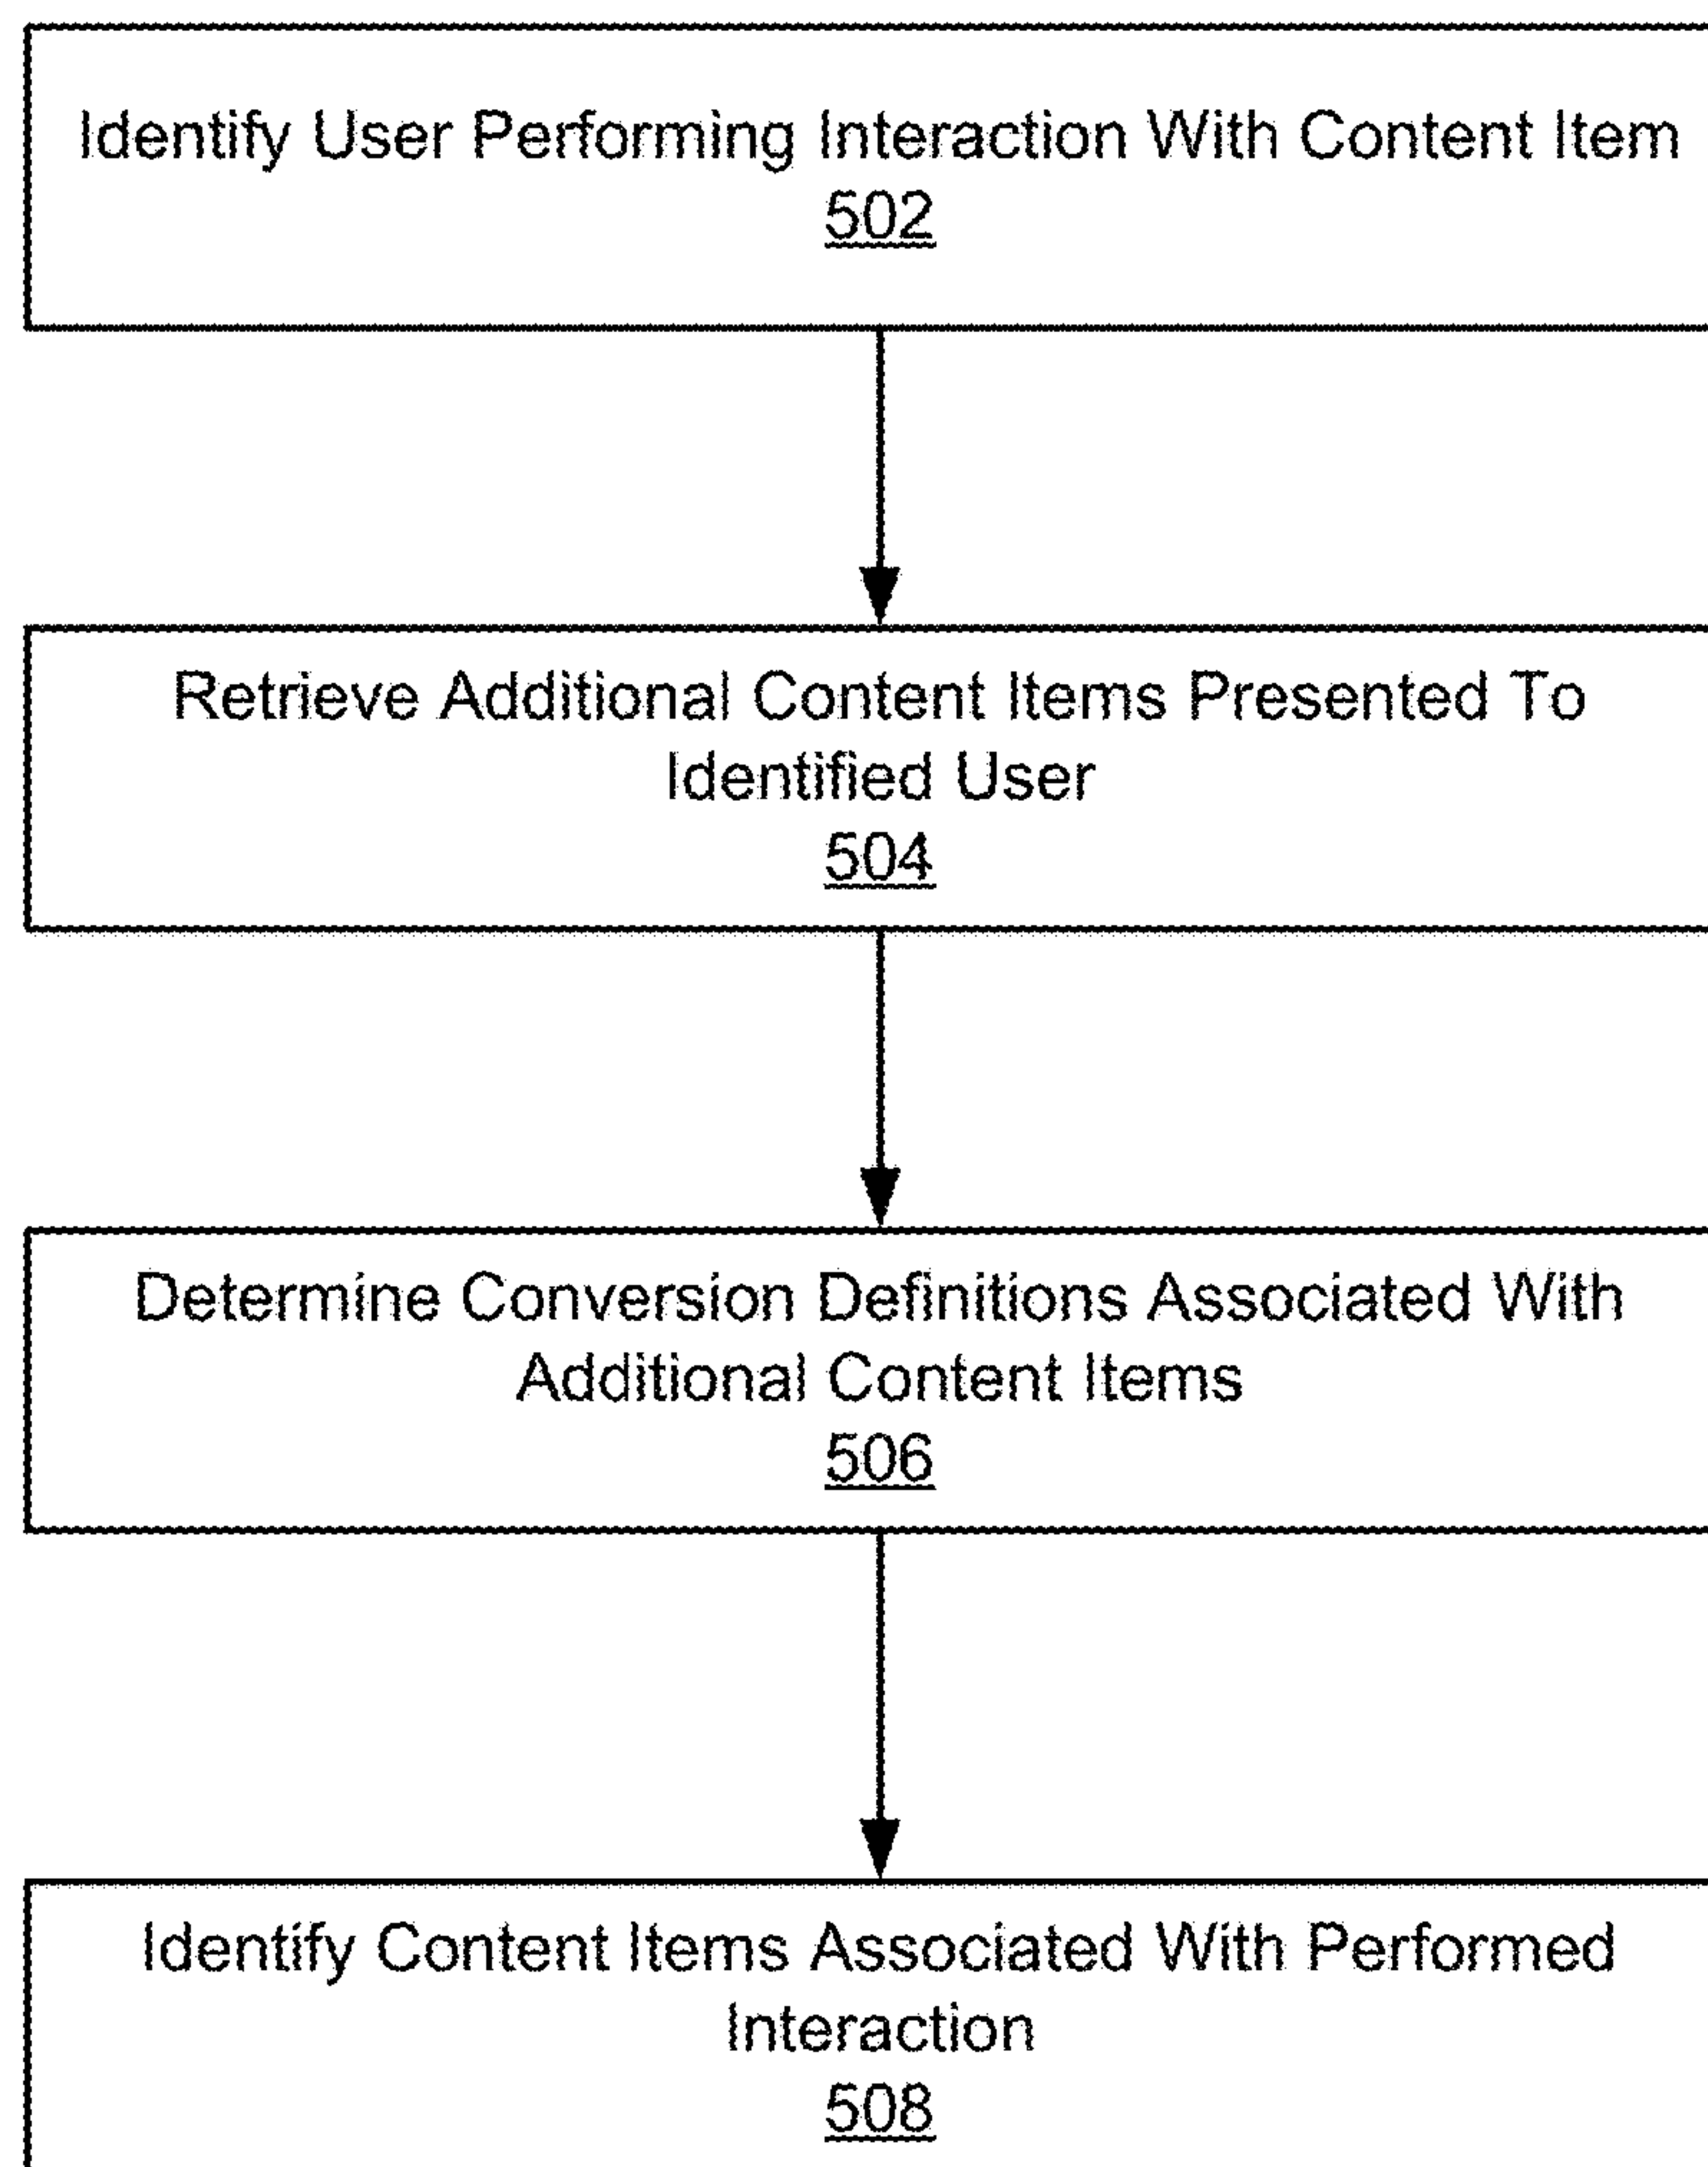 Identify User Performing Interaction With Content Item
502
Retrieve Additional Content Items Presented To
Identified User
504
Determine Conversion Definitions Associated With
Additional Content Items
506
Identify Content Items Associated With Performed
Interaction
508